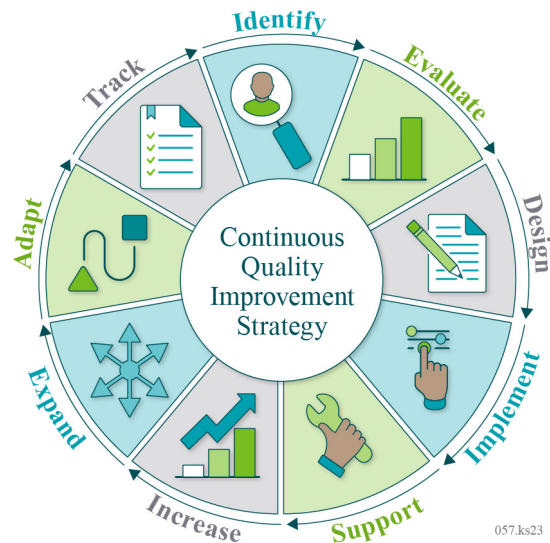 Identify
Evaluate
Design
Implement
Support
Increase
Expand
Adapt
Track
Continuous
Quality
Improvement
Strategy
057.ks23